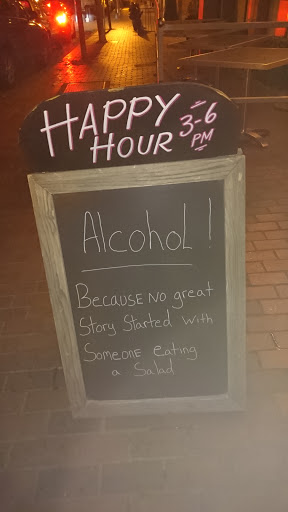 HAPPY
HOUR
3-6
PM
Alcohol!
Because no great
Story Started with
Someone eating
a Salad